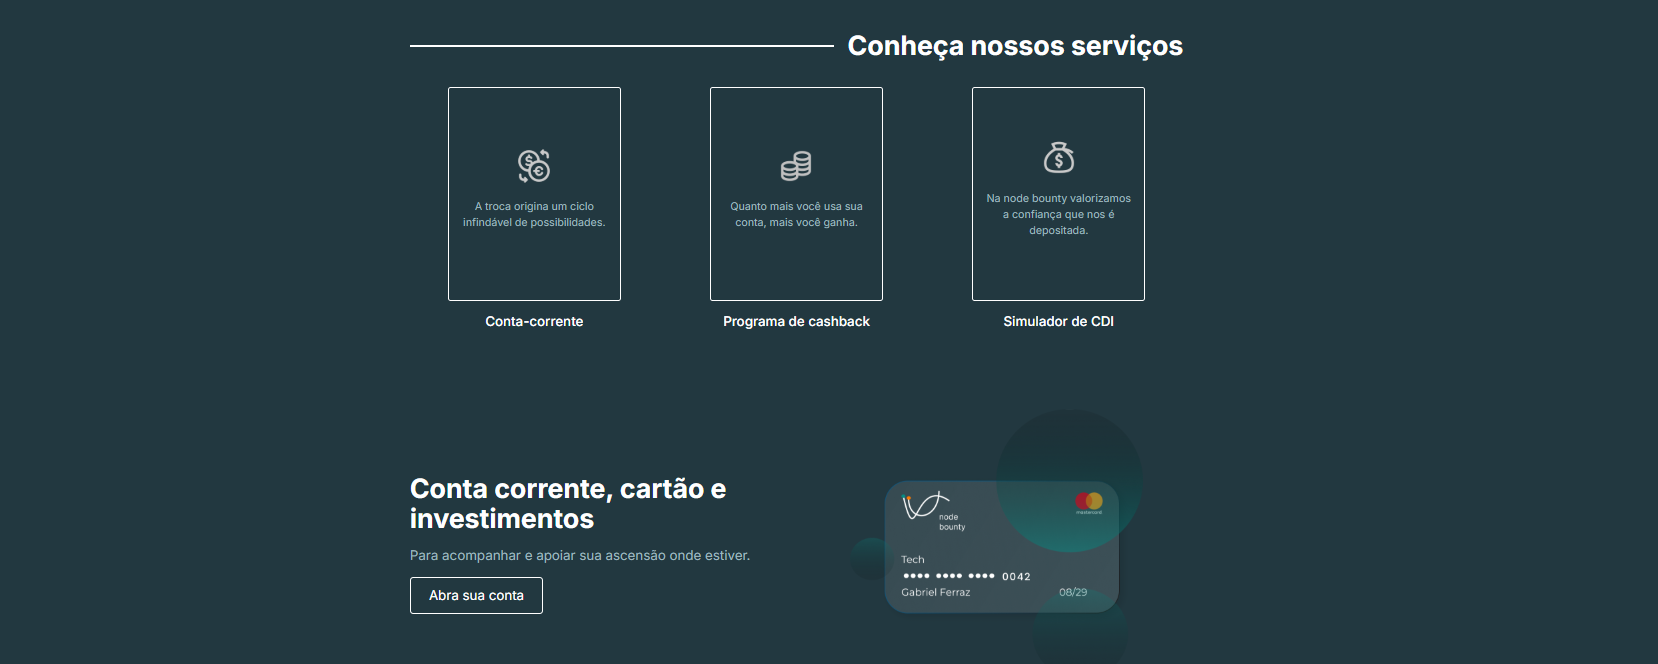 Conheça nossos serviços
A troca origina um ciclo
infindável de possibilidades.
Conta-corrente
Quanto mais você usa sua
conta, mais você ganha.
Programa de cashback
Na node bounty valorizamos
a confiança que nos é
depositada.
Simulador de CDI
Conta corrente, cartão e
investimentos
Para acompanhar e apoiar sua ascensão onde estiver.
Abra sua conta
node
bounty
mastercard
Tech
•••• •••• •••• 0042
Gabriel Ferraz 08/29